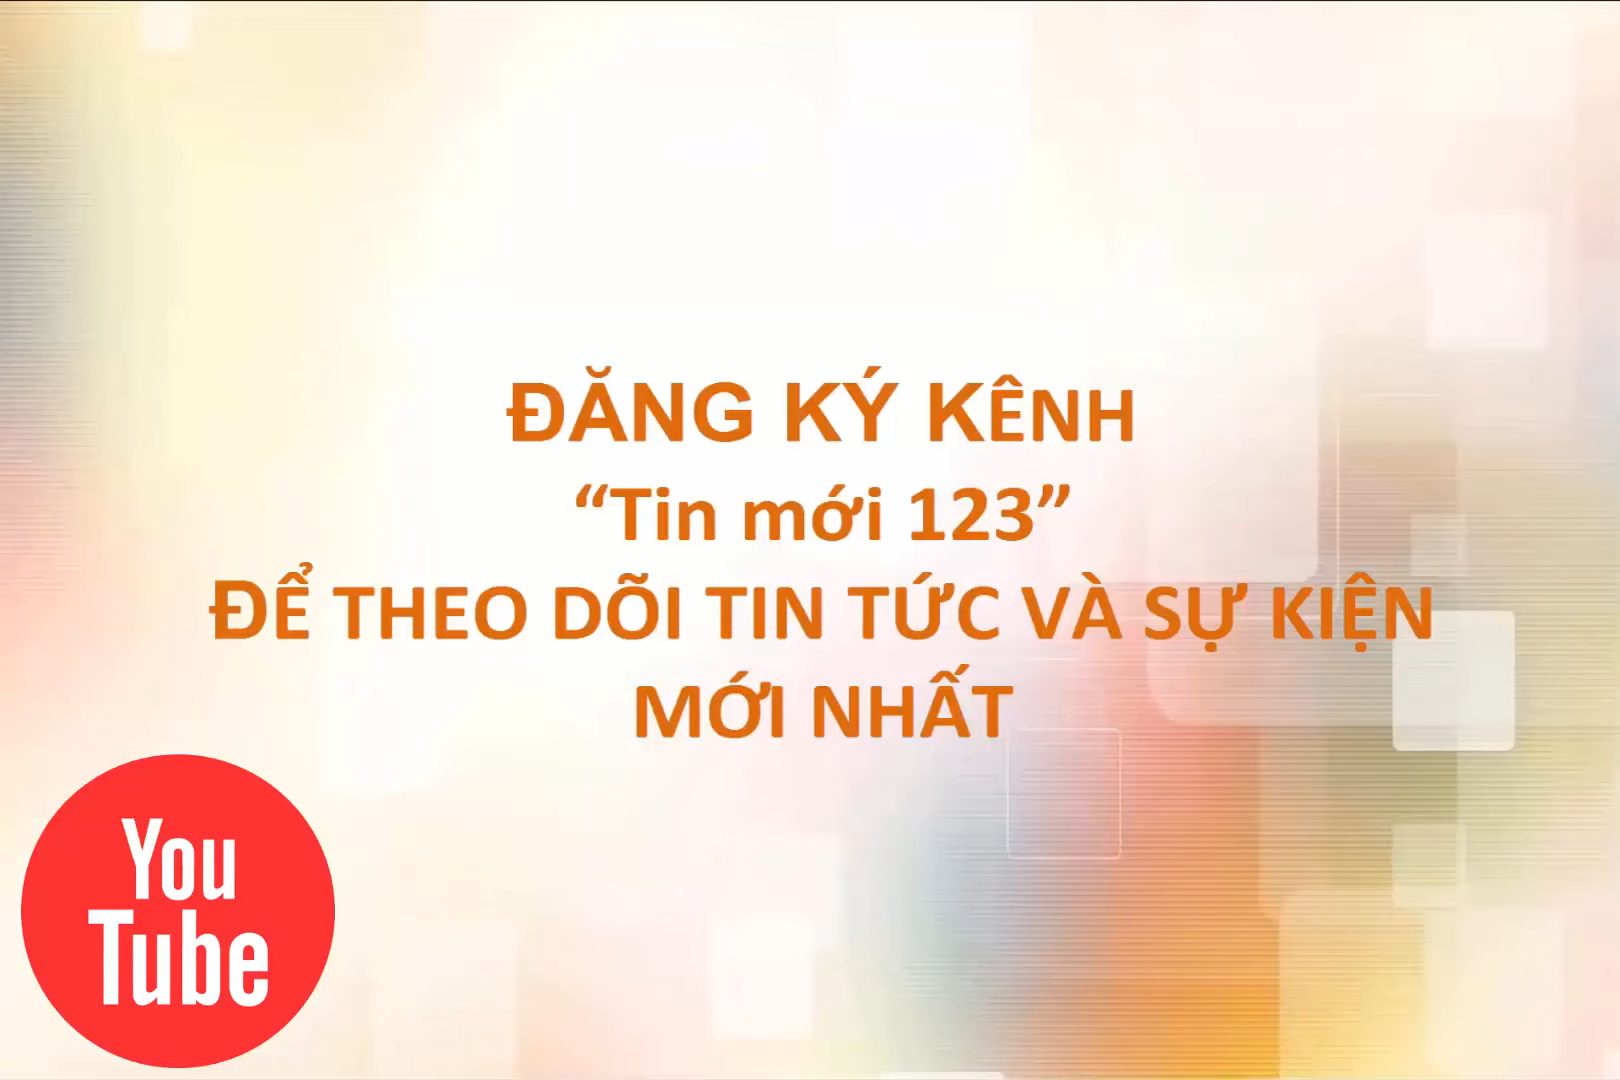 ĐĂNG KÝ KÊNH
“Tin mới 123”
ĐỂ THEO DÕI TIN TỨC VÀ SỰ KIỆN
MỚI NHẤT
You
Tube